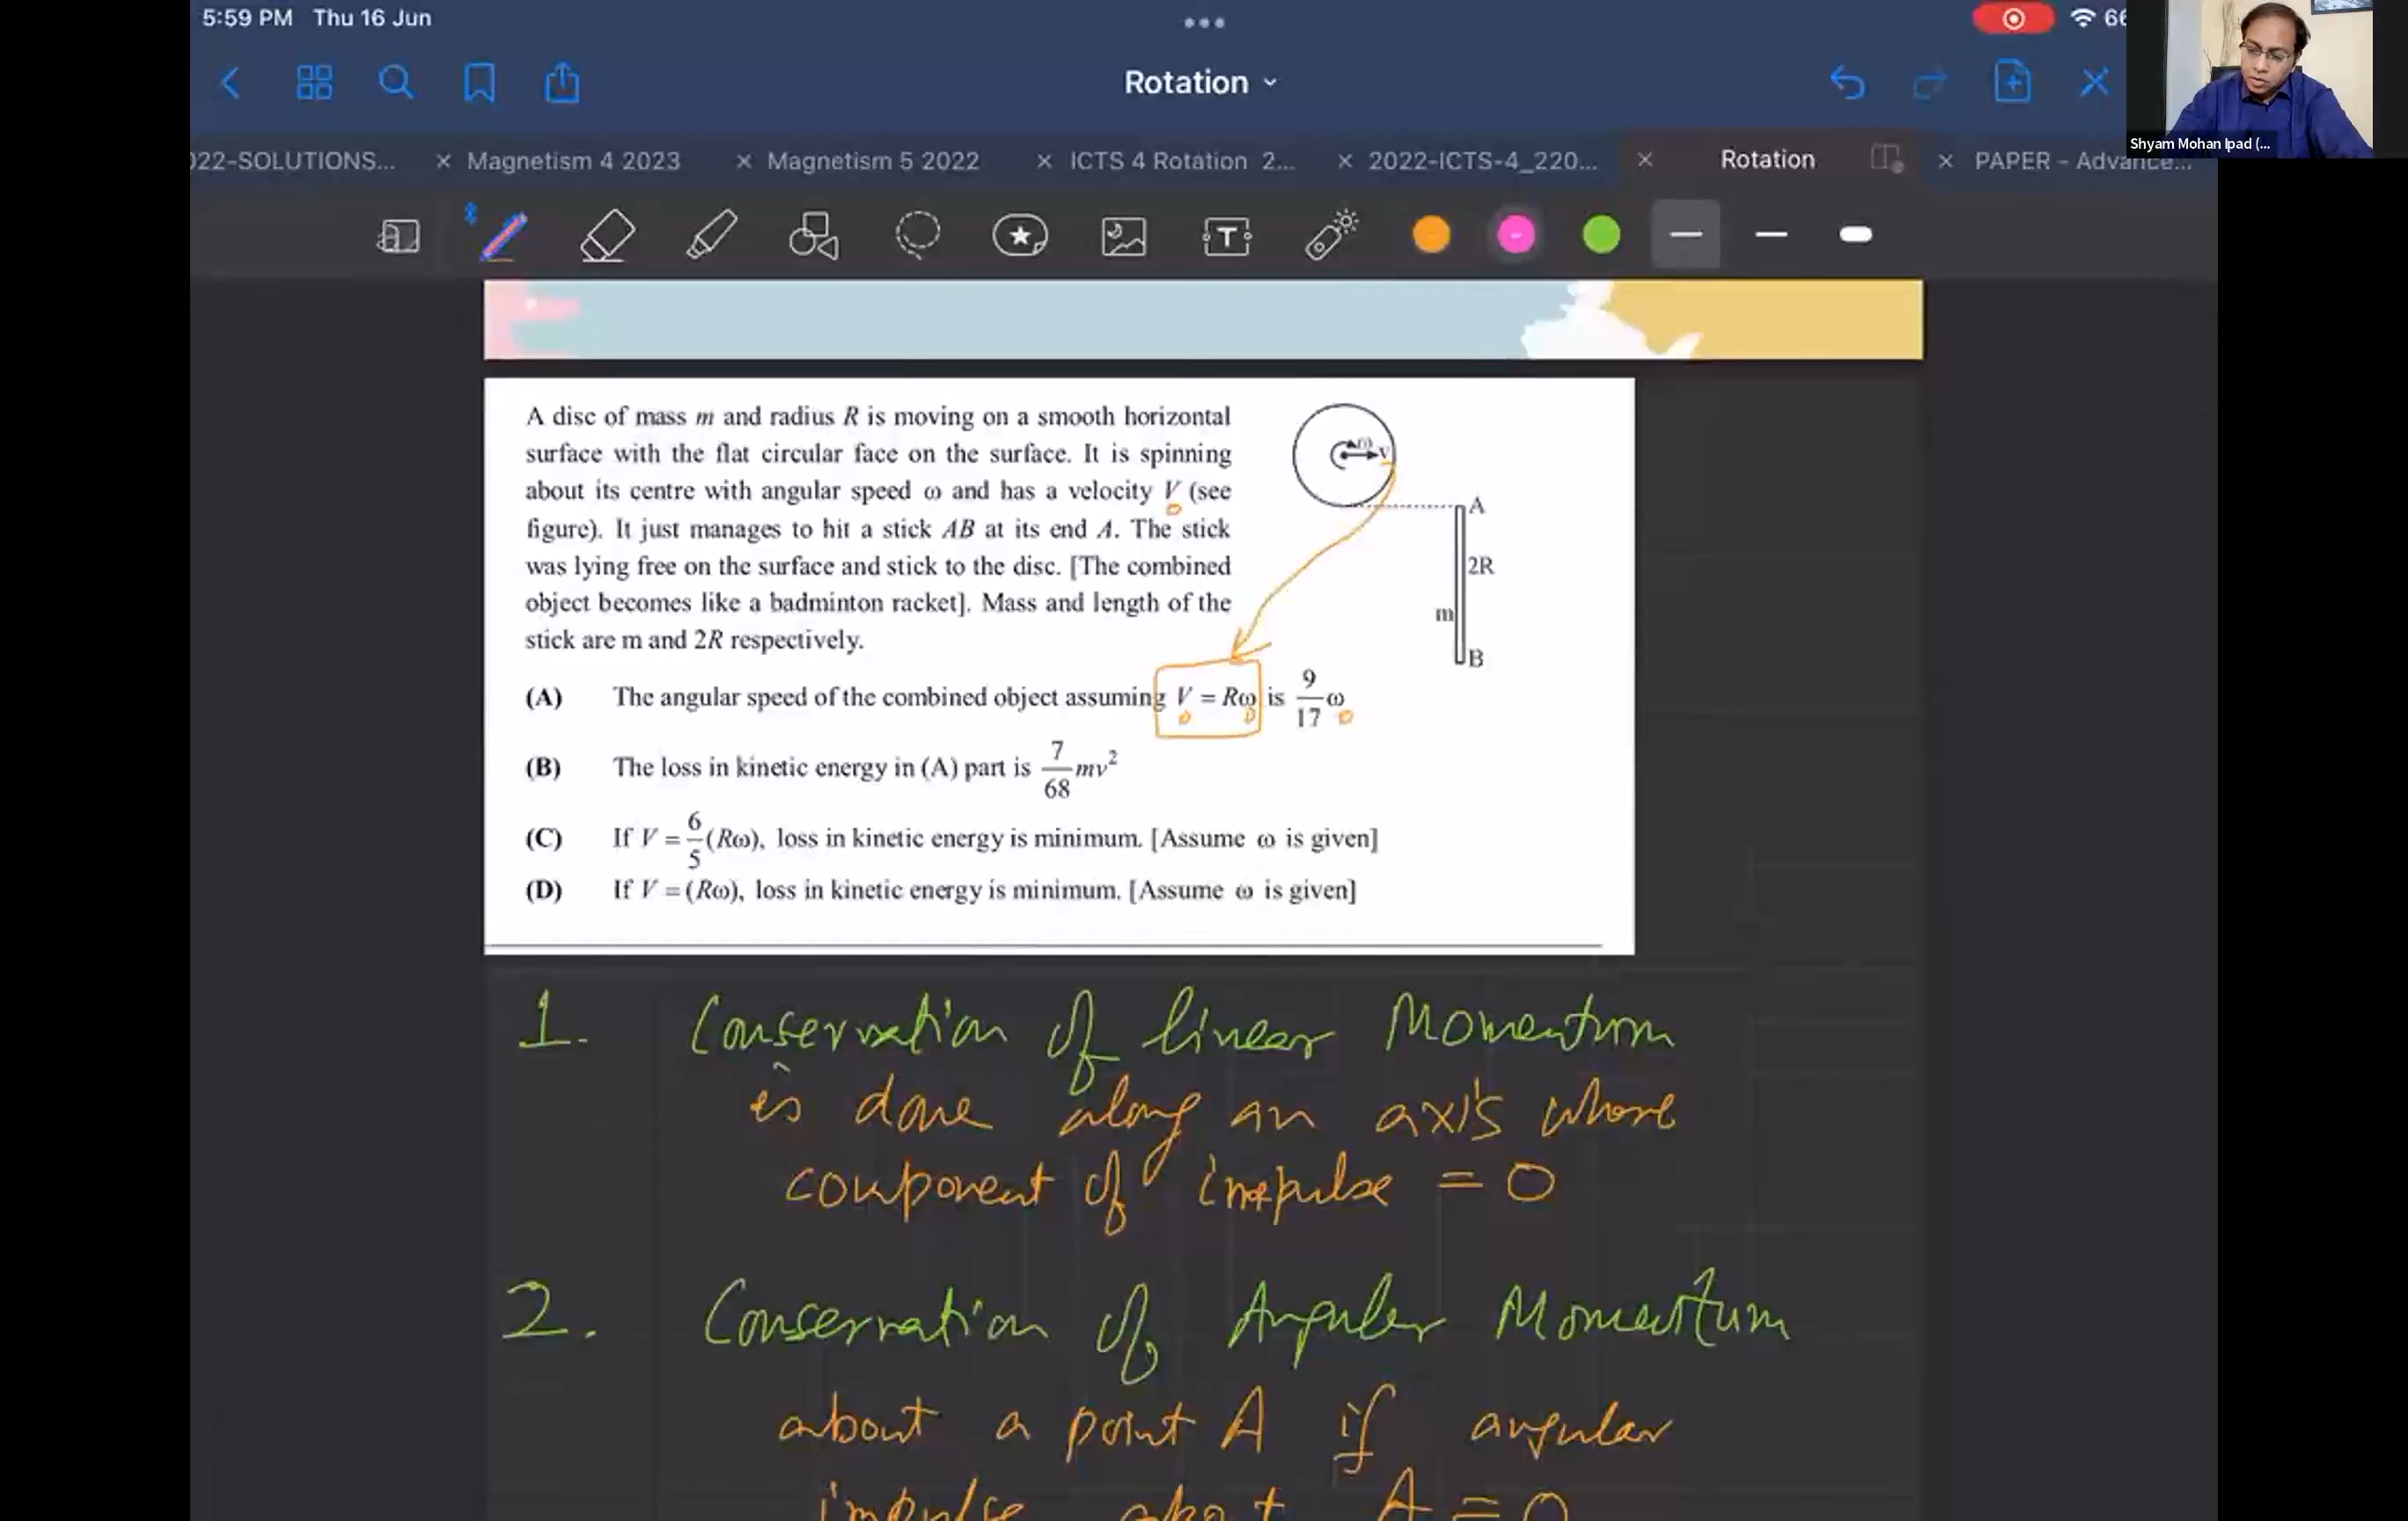 5:59 PM Thu 16 Jun
66
Rotation
022-SOLUTIONS...
Magnetism 4 2023
Magnetism 5 2022
ICTS 4 Rotation 2...
2022-ICTS-4_220...
Rotation
PAPER - Advance...
Shyam Mohan Ipad (...
A disc of mass m and radius R is moving on a smooth horizontal
surface with the flat circular face on the surface. It is spinning
about its centre with angular speed ω and has a velocity V (see
figure). It just manages to hit a stick AB at its end A. The stick
was lying free on the surface and stick to the disc. [The combined
object becomes like a badminton racket]. Mass and length of the
stick are m and 2R respectively.
ω
V
A
2R
m
B
(A) The angular speed of the combined object assuming V = Rω is 9/17 ω
(B) The loss in kinetic energy in (A) part is 7/68 mv²
(C) If V = 6/5 (Rω), loss in kinetic energy is minimum. [Assume ω is given]
(D) If V = (Rω), loss in kinetic energy is minimum. [Assume ω is given]
1. Conservation of linear Momentum
is done along an axis where
component of impulse = 0
2. Conservation of Angular Momentum
about a point A if angular
impulse about A = 0